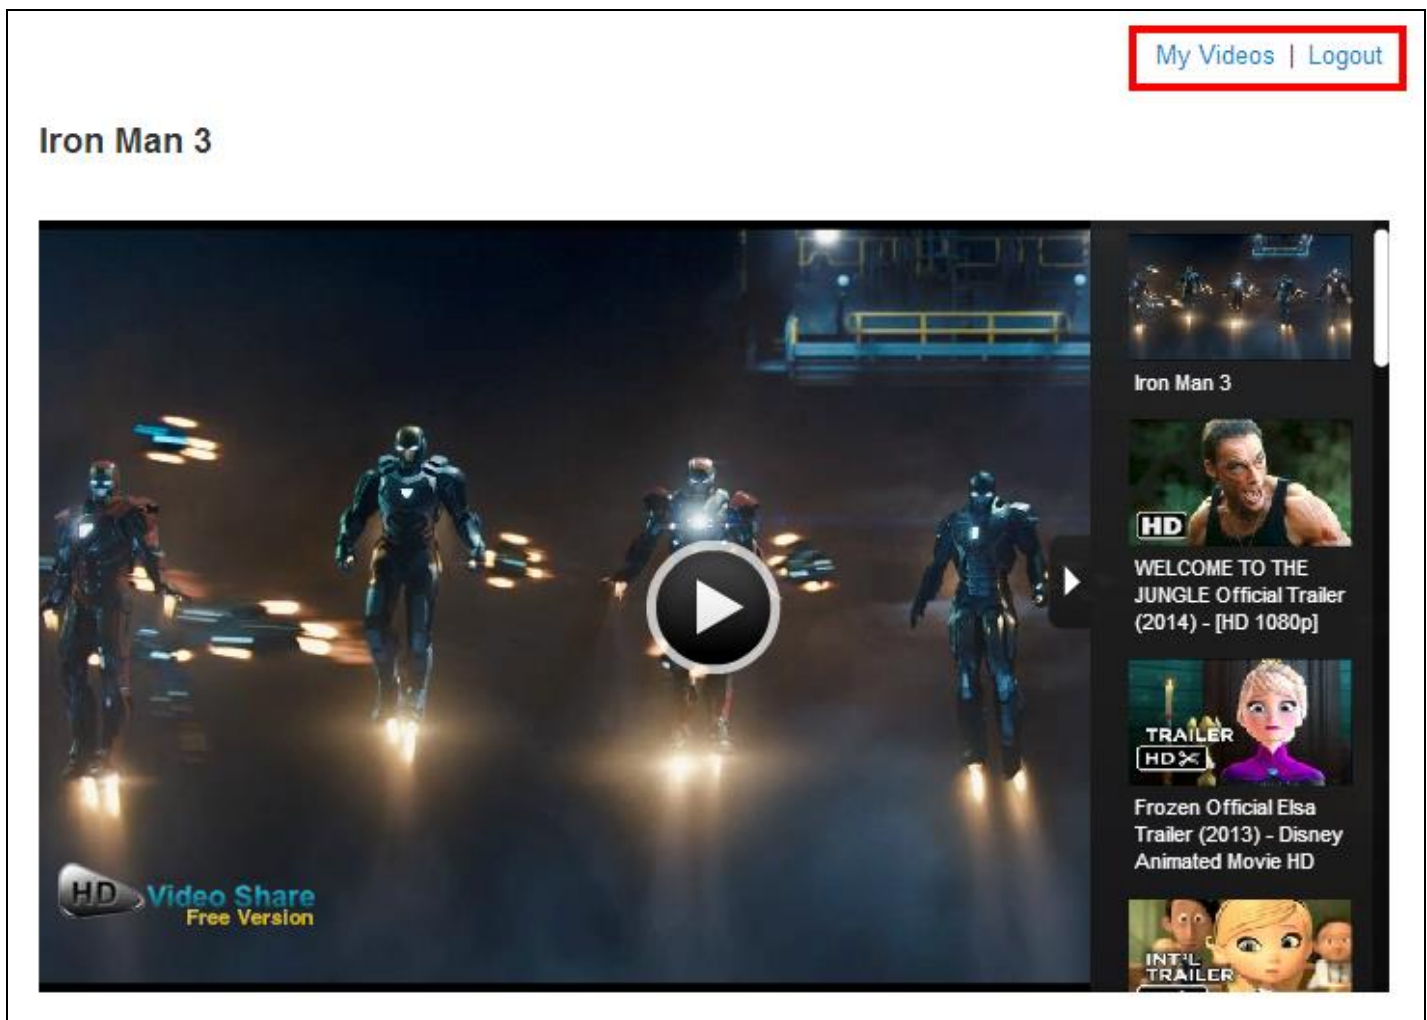 My Videos | Logout
Iron Man 3
Iron Man 3
HD
WELCOME TO THE
JUNGLE Official Trailer
(2014) - [HD 1080p]
TRAILER
HD
Frozen Official Elsa
Trailer (2013) - Disney
Animated Movie HD
INT'L
TRAILER
HD Video Share
Free Version